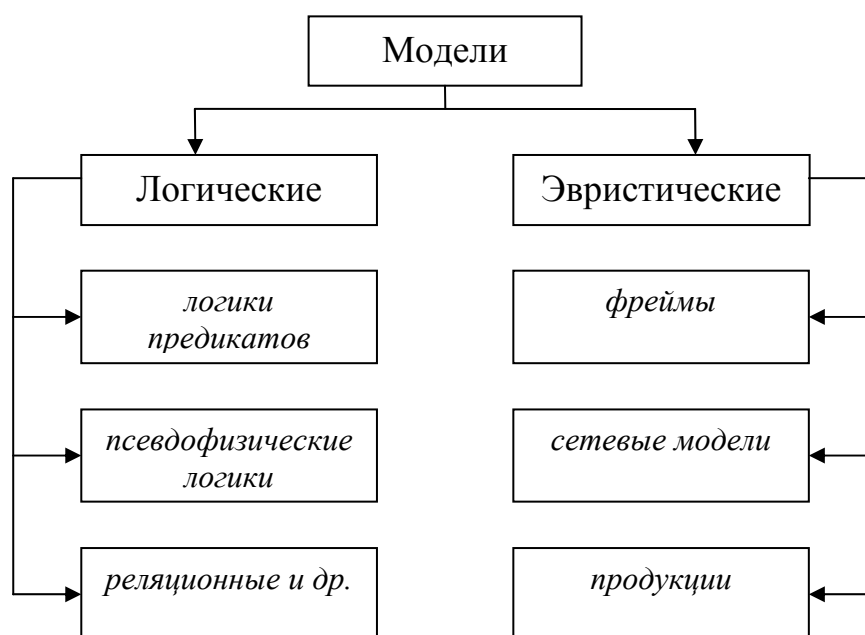 Модели
Логические
Эвристические
логики
предикатов
фреймы
псевдофизические
логики
сетевые модели
реляционные и др.
продукции